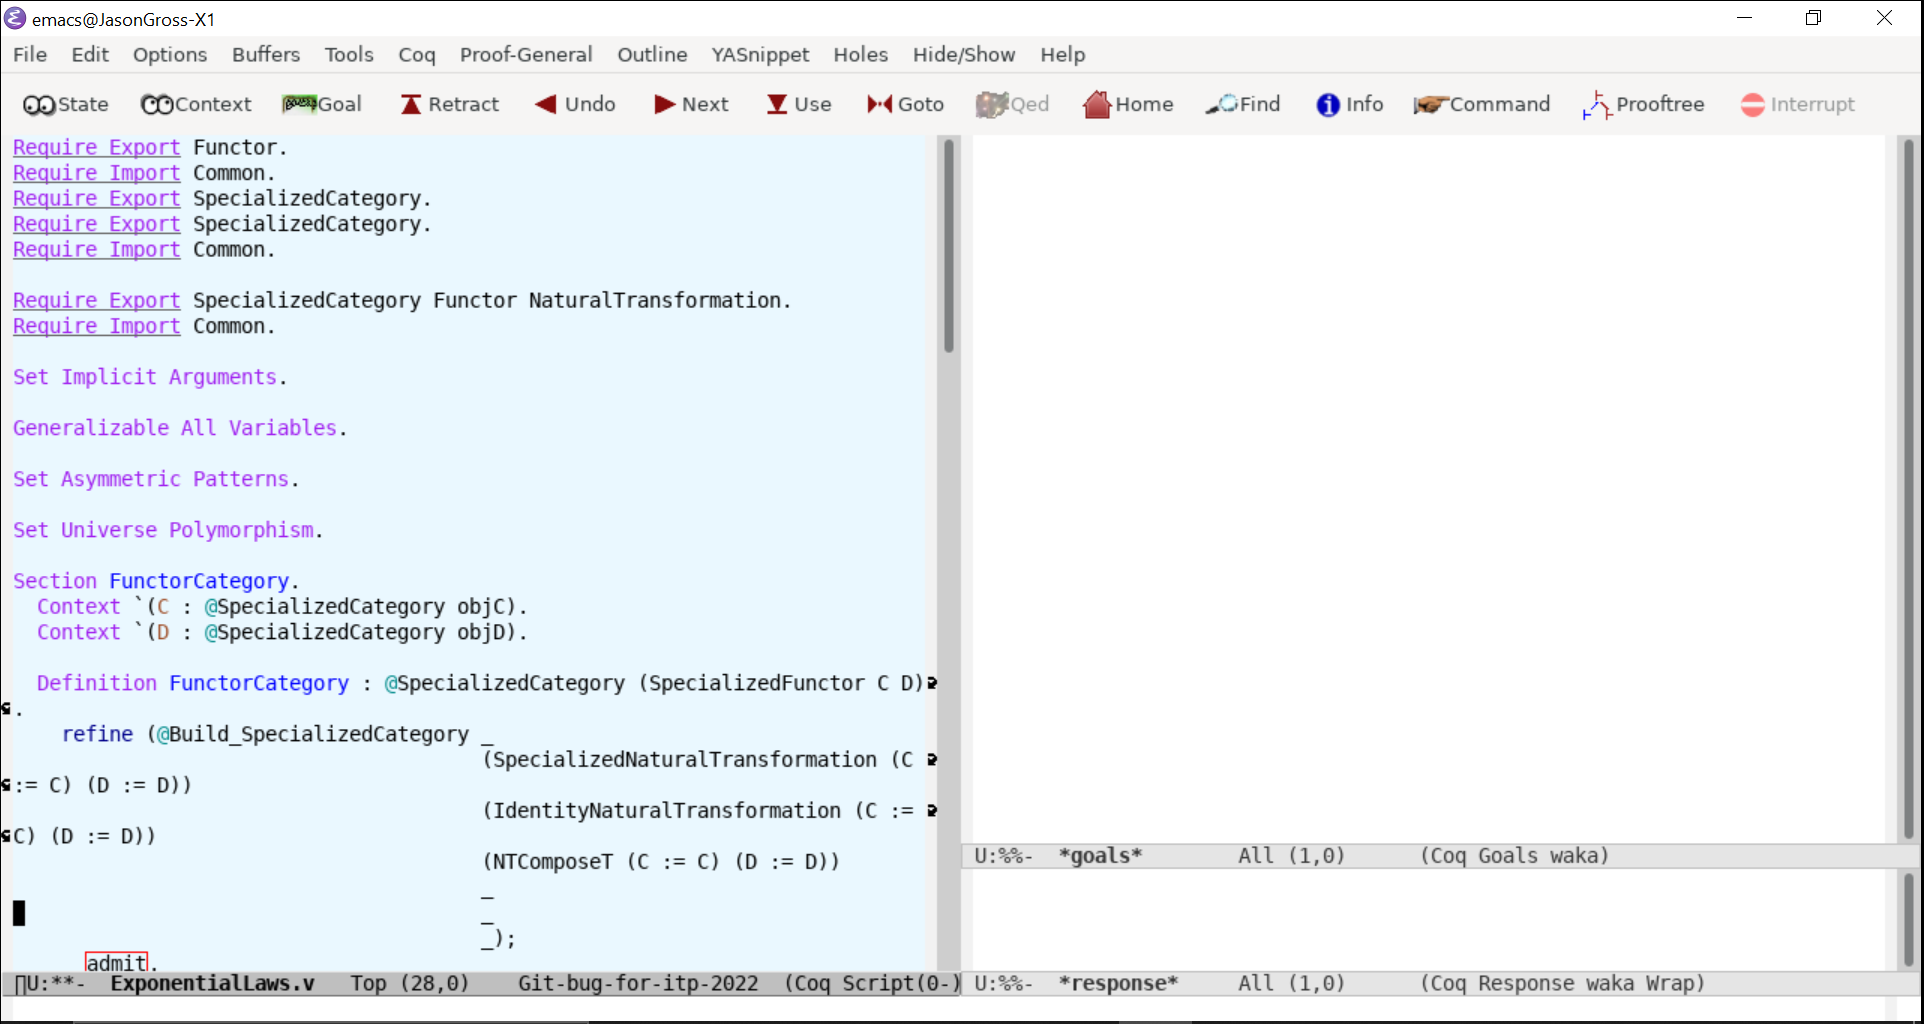 emacs@JasonGross-X1
File Edit Options Buffers Tools Coq Proof-General Outline YASnippet Holes Hide/Show Help
State Context Goal Retract Undo Next Use Goto Qed Home Find Info Command Prooftree Interrupt
Require Export Functor.
Require Import Common.
Require Export SpecializedCategory.
Require Export SpecializedCategory.
Require Import Common.
Require Export SpecializedCategory Functor NaturalTransformation.
Require Import Common.
Set Implicit Arguments.
Generalizable All Variables.
Set Asymmetric Patterns.
Set Universe Polymorphism.
Section FunctorCategory.
Context `(C : @SpecializedCategory objC).
Context `(D : @SpecializedCategory objD).
Definition FunctorCategory : @SpecializedCategory (SpecializedFunctor C D)
.
refine (@Build_SpecializedCategory _
(SpecializedNaturalTransformation (C
:= C) (D := D))
(IdentityNaturalTransformation (C :=
C) (D := D))
(NTComposeT (C := C) (D := D))
_
_
_);
admit.
U:**- ExponentialLaws.v Top (28,0) Git-bug-for-itp-2022 (Coq Script(0-)
U:%%- *goals* All (1,0) (Coq Goals waka)
U:%%- *response* All (1,0) (Coq Response waka Wrap)